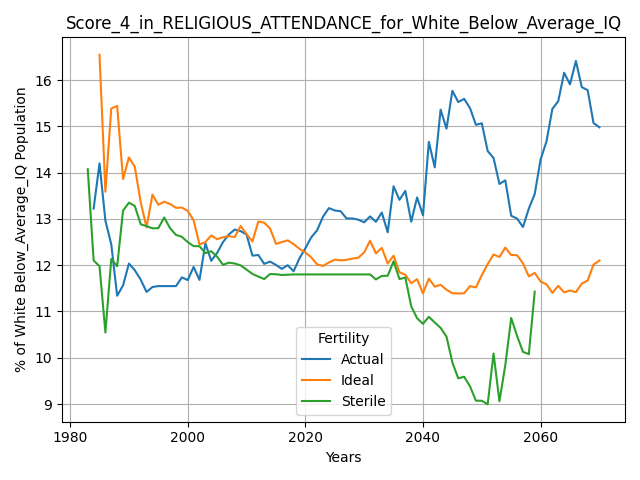 Score_4_in_RELIGIOUS_ATTENDANCE_for_White_Below_Average_IQ
% of White Below_Average_IQ Population
16
15
14
13
12
11
10
9
Fertility
Actual
Ideal
Sterile
1980 2000 2020 2040 2060
Years